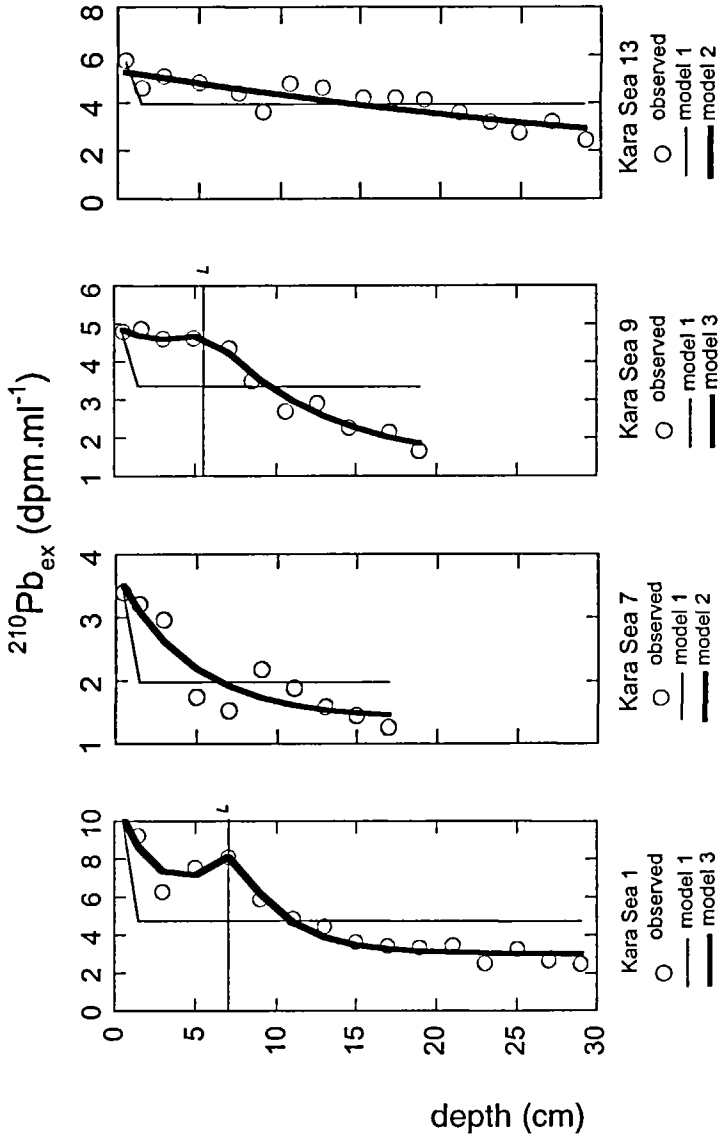 ²¹⁰Pb_ex (dpm.ml⁻¹)
0 2 4 6 8 10
1 2 3 4
1 2 3 4 5 6
0 2 4 6 8
0
5
10
15
20
25
30
depth (cm)
L
L
Kara Sea 1
observed
model 1
model 3
Kara Sea 7
observed
model 1
model 2
Kara Sea 9
observed
model 1
model 3
Kara Sea 13
observed
model 1
model 2